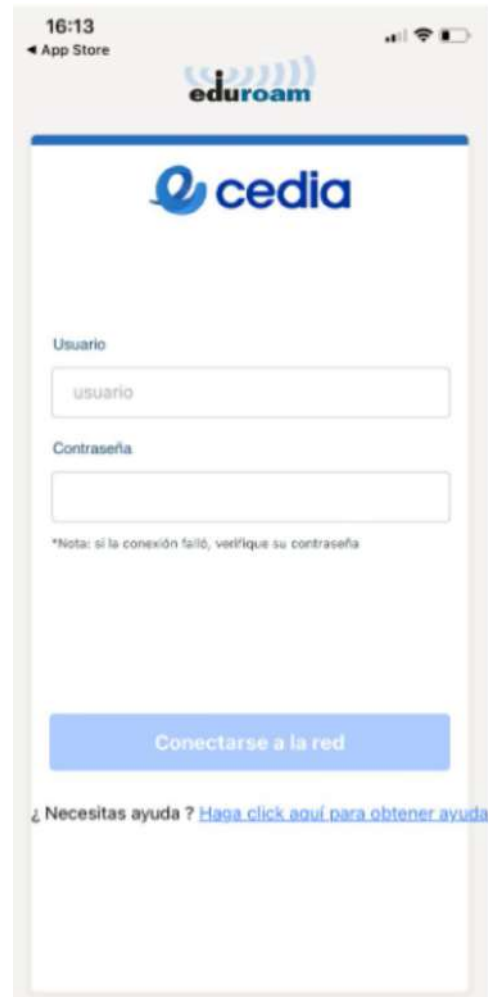 16:13
◀ App Store
eduroam
cedia
Usuario
usuario
Contraseña
*Nota: si la conexión falló, verifique su contraseña
Conectarse a la red
¿ Necesitas ayuda ? Haga click aquí para obtener ayuda